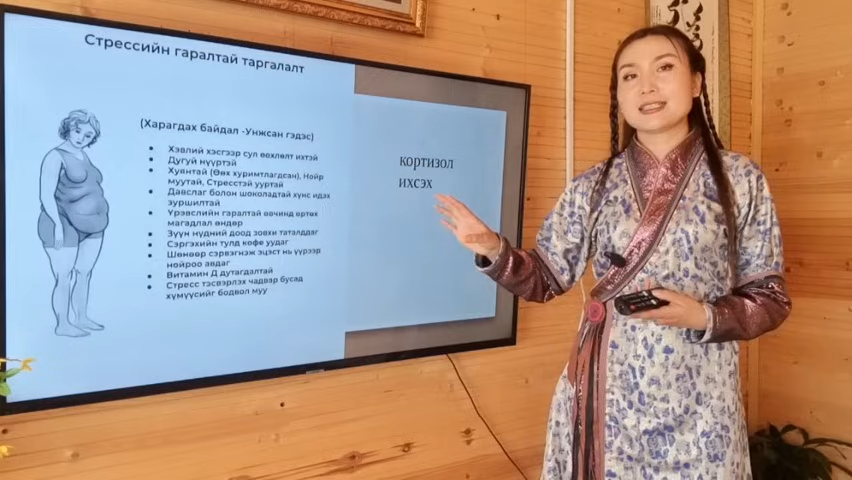 Стрессийн гаралтай таргалалт
(Харагдах байдал -Унжсан гэдэс)
Хэвлий хэсгээр сул өөхлөлт ихтэй
Дугуй нүүртэй
Хуянтай (Өөх хуримтлагдсан), Нойр
муутай, Стресстэй ууртай
Давслаг болон шоколадтай хүнс идэх
зуршилтай
Үрэвслийн гаралтай өвчинд өртөх
магадлал өндөр
Зүүн нүдний доод зовхи таталддаг
Сэргэхийн тулд кофе уудаг
Шөнөөр сэрвэгнэж эцэст нь үүрээр
нойроо авдаг
Витамин Д дутагдалтай
Стресс тэсвэрлэх чадвар бусад
хүмүүсийг бодвол муу
кортизол
ихсэх